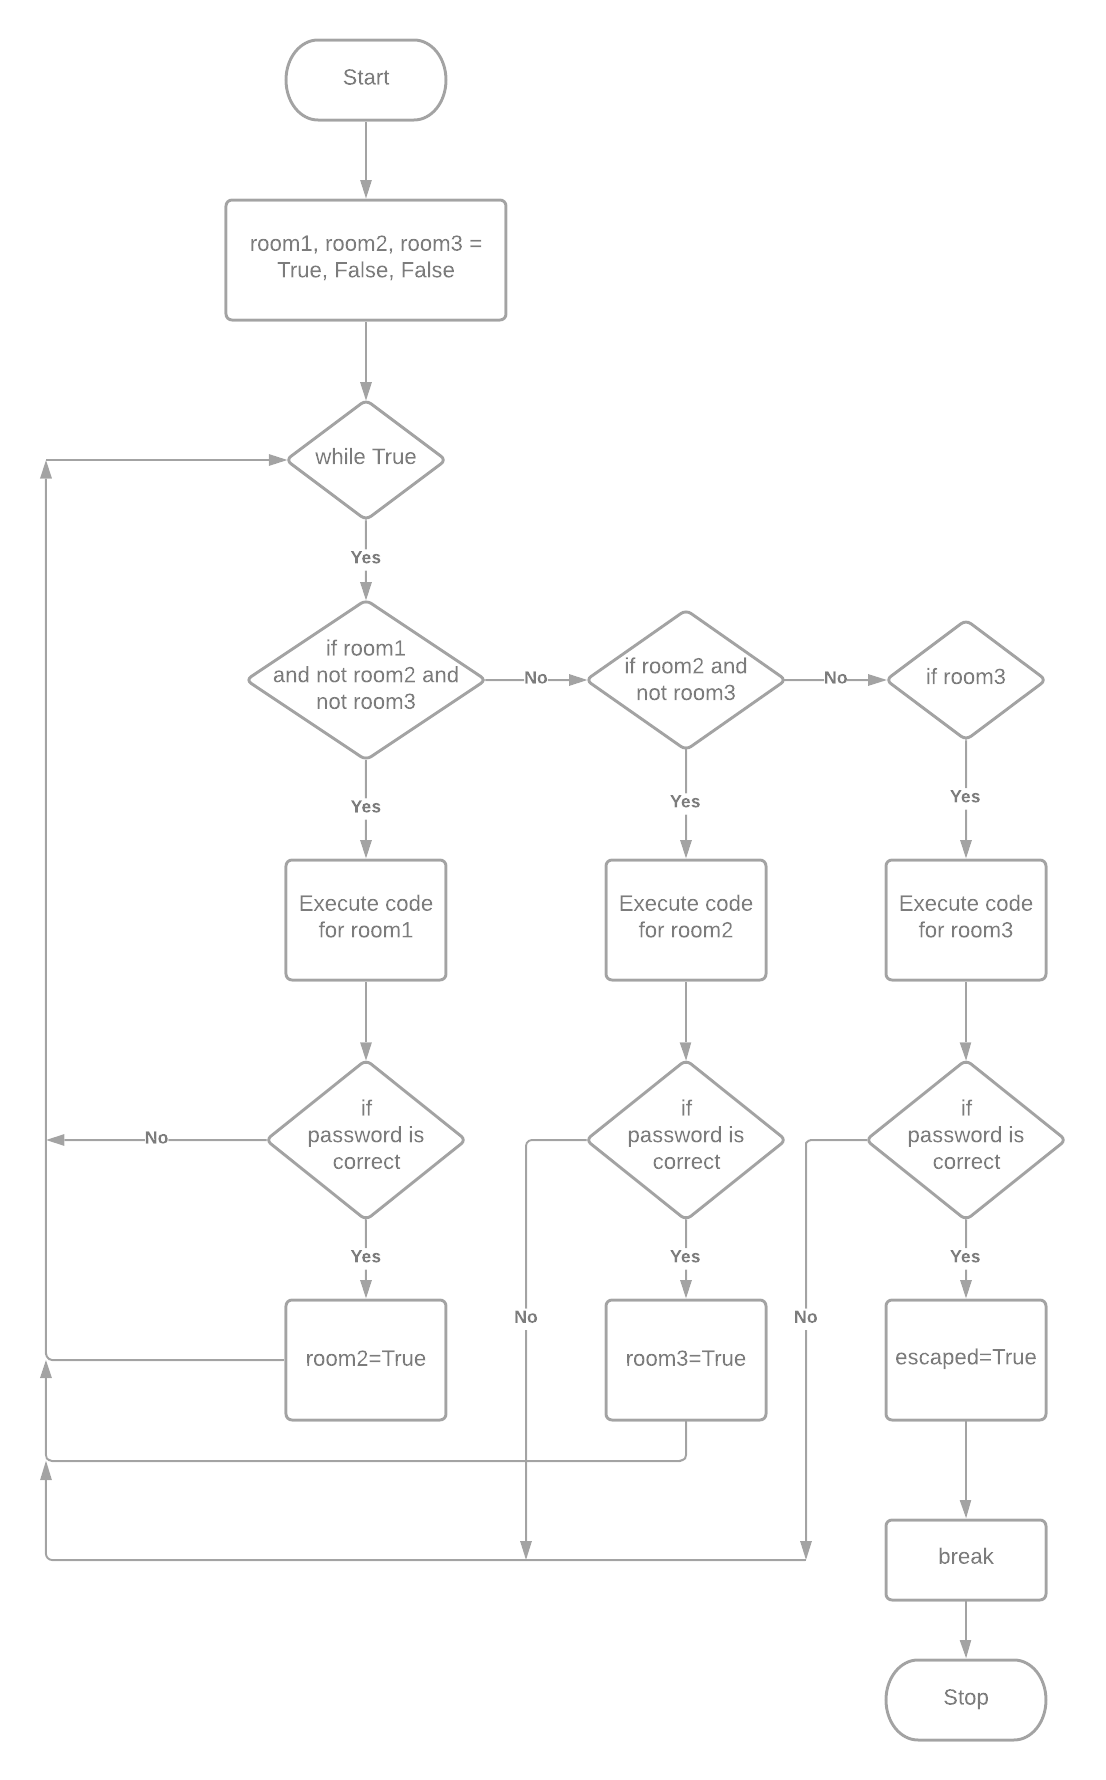 Start
room1, room2, room3 =
True, False, False
while True
Yes
if room1
and not room2 and
not room3
No
if room2 and
not room3
No
if room3
Yes
Yes
Yes
Execute code
for room1
Execute code
for room2
Execute code
for room3
if
password is
correct
if
password is
correct
if
password is
correct
No
Yes
Yes
Yes
No
No
room2=True
room3=True
escaped=True
break
Stop